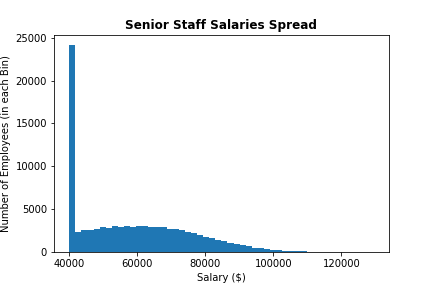 Senior Staff Salaries Spread
Number of Employees (in each Bin)
25000
20000
15000
10000
5000
0
40000 60000 80000 100000 120000
Salary ($)